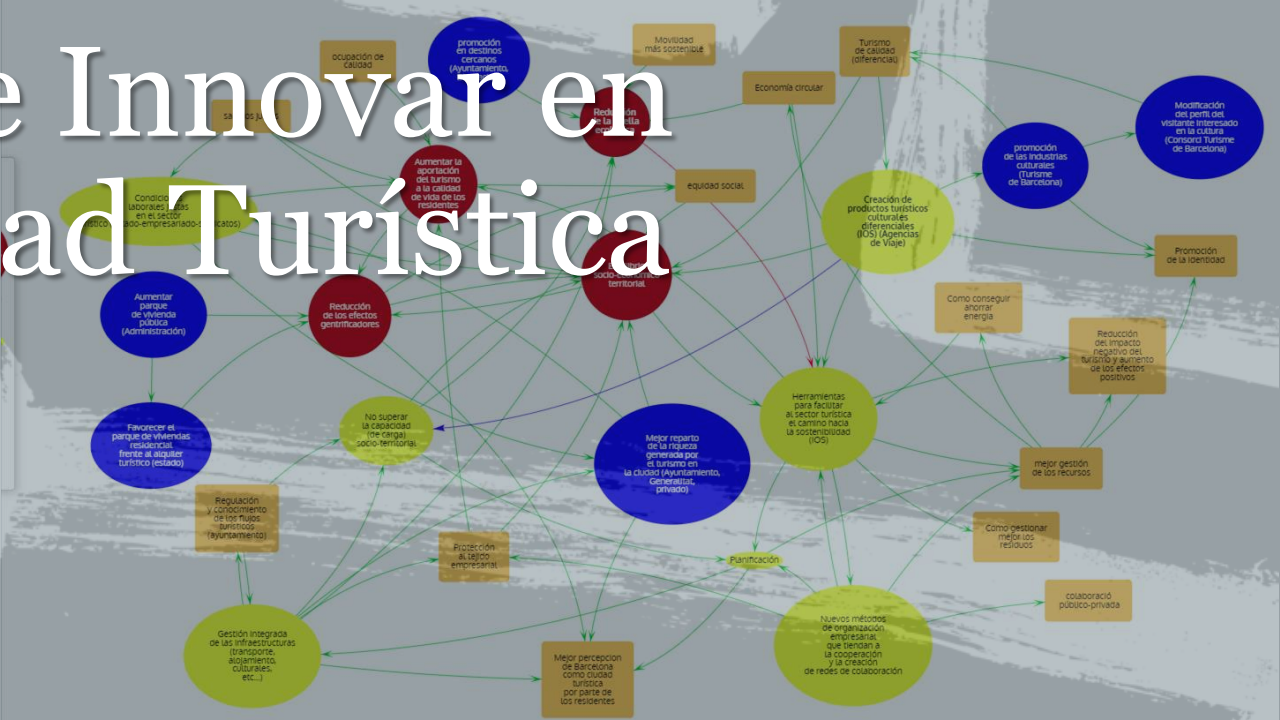 e Innovar en
ad Turística
ocupación de
calidad
promoción
en destinos
cercanos
(Ayuntamiento,
Movilidad
más sostenible
Turismo
de calidad
(diferencial)
Economía circular
Modificación
del perfil del
visitante interesado
en la cultura
(Consorci Turisme
de Barcelona)
promoción
de las industrias
culturales
(Turisme
de Barcelona)
Aumentar la
aportación
del turismo
a la calidad
de vida de los
residentes
equidad social
Creación de
productos turísticos
culturales
diferenciales
(IOS) (Agencias
de Viaje)
laborales
en el sector
Promoción
de la identidad
socio-económico
territorial
Aumentar
parque
de vivienda
pública
(Administración)
Reducción
de los efectos
gentrificadores
Como conseguir
ahorrar
energía
Reducción
del impacto
negativo del
turismo y aumento
de los efectos
positivos
Favorecer el
parque de viviendas
residencial
frente al alquiler
turístico (estado)
No superar
la capacidad
(de carga)
socio-territorial
Mejor reparto
de la riqueza
generada por
el turismo en
la ciudad (Ayuntamiento,
Generalitat,
privado)
Herramientas
para facilitar
al sector turística
el camino hacia
la sostenibilidad
(IOS)
mejor gestión
de los recursos
Regulación
y conocimiento
de los flujos
turísticos
(ayuntamiento)
Protección
al tejido
empresarial
Planificación
Cómo gestionar
mejor los
residuos
colaboració
público-privada
Gestión integrada
de las infraestructuras
(transporte,
alojamiento,
culturales,
etc...)
Mejor percepcion
de Barcelona
como ciudad
turística
por parte de
los residentes
Nuevos métodos
de organización
empresarial
que tiendan a
la cooperación
y la creación
de redes de colaboración